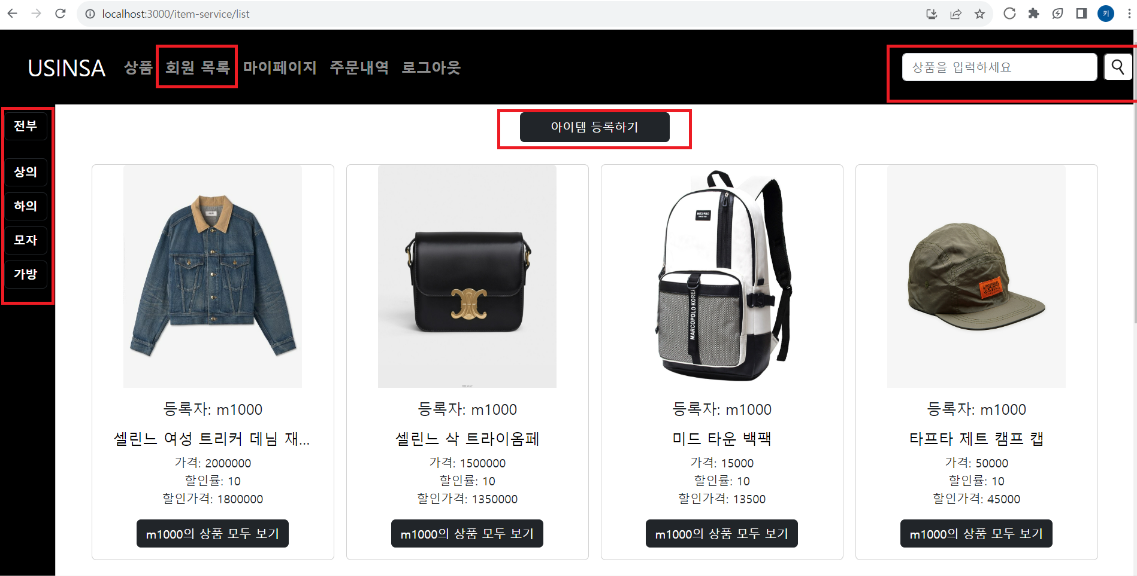 localhost:3000/item-service/list
키
USINSA 상품 회원 목록 마이페이지 주문내역 로그아웃 상품을 입력하세요
전부
상의
하의
모자
가방
아이템 등록하기
MARCOPOLO KOREA
등록자: m1000
셀린느 여성 트리커 데님 재...
가격: 2000000
할인률: 10
할인가격: 1800000
m1000의 상품 모두 보기
등록자: m1000
셀린느 삭 트라이옴페
가격: 1500000
할인률: 10
할인가격: 1350000
m1000의 상품 모두 보기
등록자: m1000
미드 타운 백팩
가격: 15000
할인률: 10
할인가격: 13500
m1000의 상품 모두 보기
등록자: m1000
타프타 제트 캠프 캡
가격: 50000
할인률: 10
할인가격: 45000
m1000의 상품 모두 보기